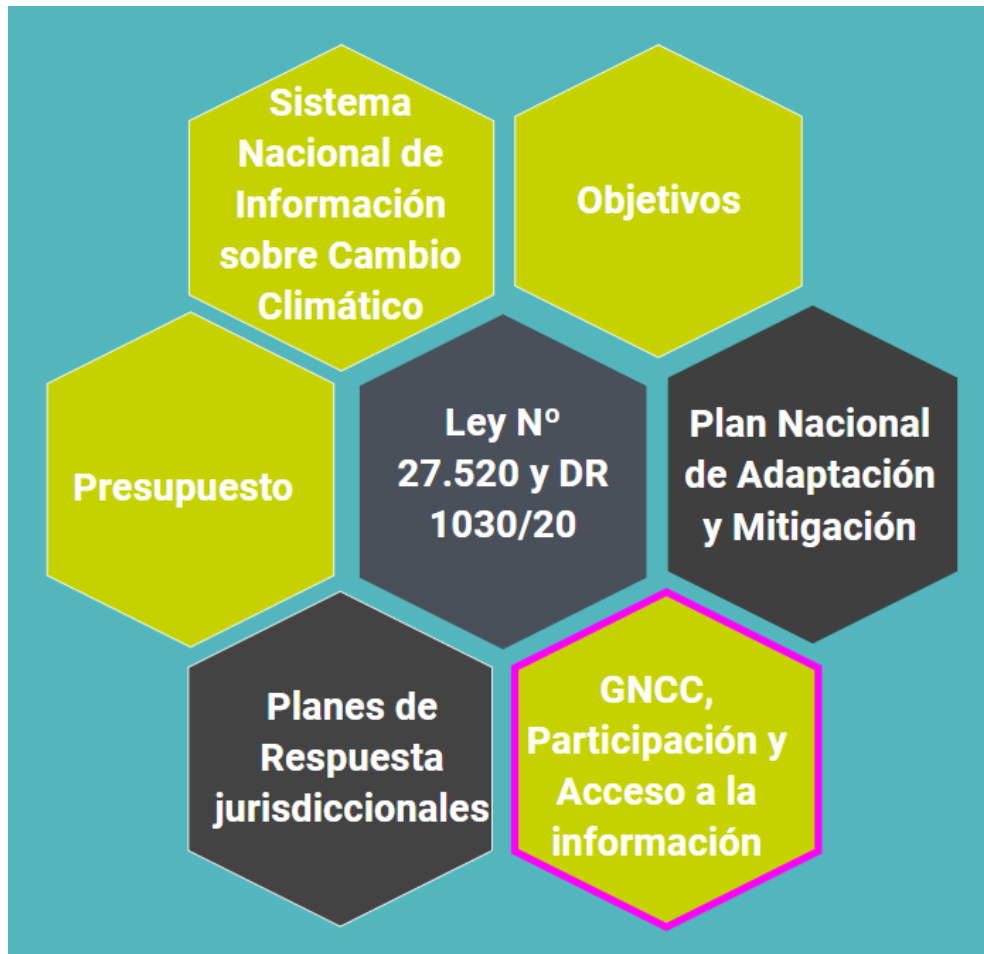 Sistema
Nacional de
Información
sobre Cambio
Climático
Objetivos
Presupuesto
Ley Nº
27.520 y DR
1030/20
Plan Nacional
de Adaptación
y Mitigación
Planes de
Respuesta
jurisdiccionales
GNCC,
Participación y
Acceso a la
información